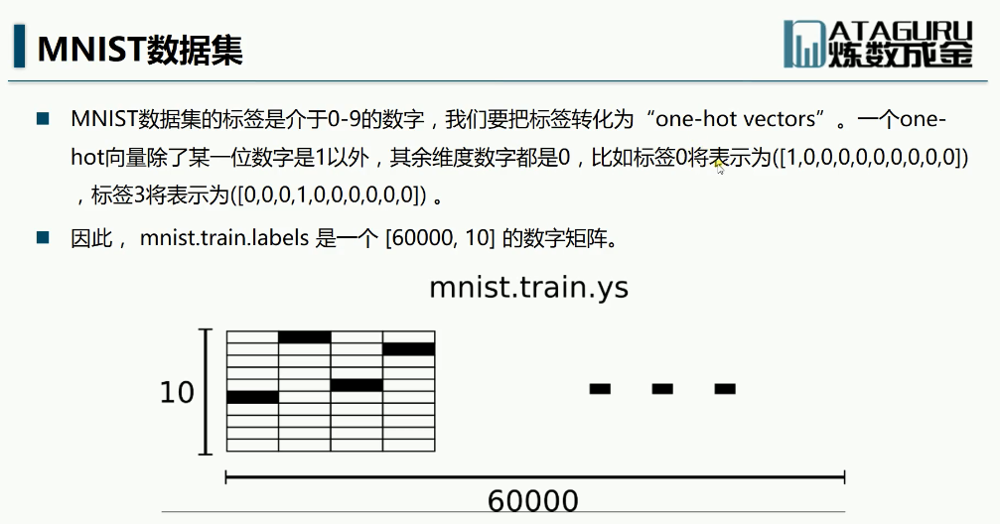 MNIST数据集
DATAGURU
炼数成金
MNIST数据集的标签是介于0-9的数字，我们要把标签转化为“one-hot vectors”。一个one-
hot向量除了某一位数字是1以外，其余维度数字都是0，比如标签0将表示为([1,0,0,0,0,0,0,0,0,0])
，标签3将表示为([0,0,0,1,0,0,0,0,0,0]) 。
因此， mnist.train.labels 是一个 [60000, 10] 的数字矩阵。
mnist.train.ys
10
60000